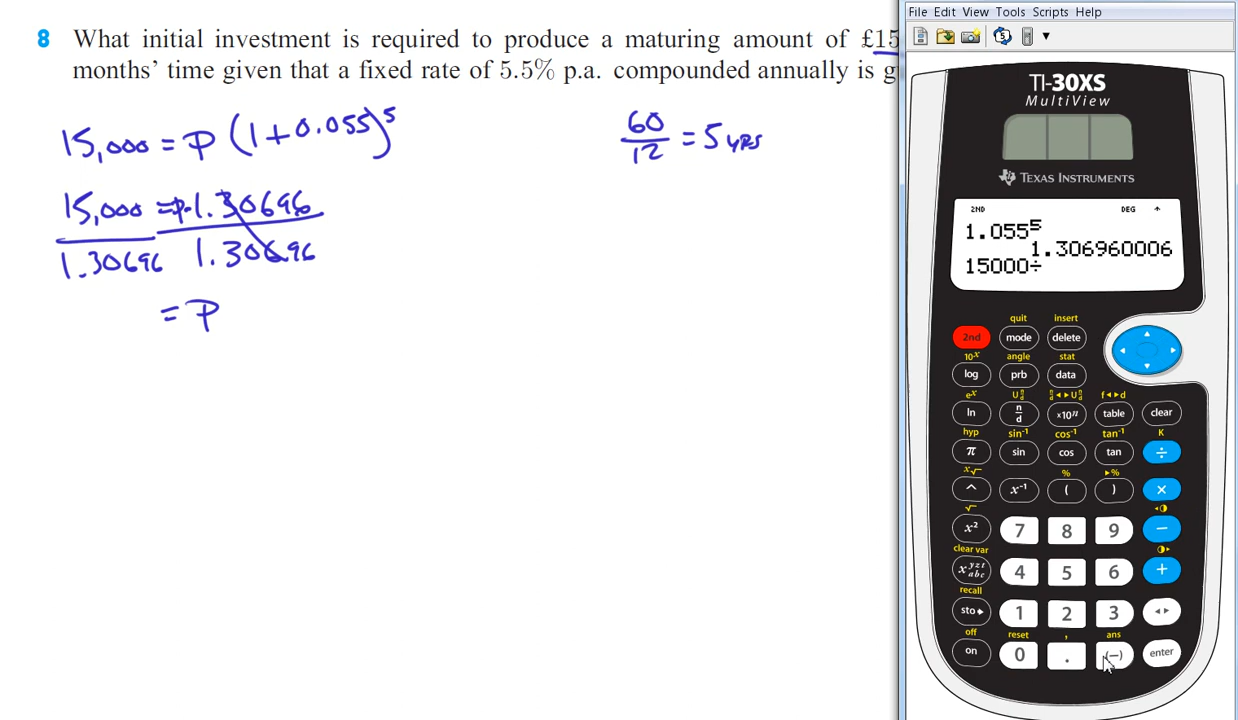 8 What initial investment is required to produce a maturing amount of £15
months’ time given that a fixed rate of 5.5% p.a. compounded annually is g
15,000 = P (1+0.055)^5
60/12 = 5 yrs
15,000 = P·1.30696
1.30696 1.30696
= P
File Edit View Tools Scripts Help
TI-30XS
MultiView
TEXAS INSTRUMENTS
2ND DEG
1.055^5
1.306960006
15000÷
quit insert
2nd mode delete
10^x angle stat
log prb data
e^x U n/d n/d◄►U n/d f◄►d
ln n/d ×10^n table clear
hyp sin⁻¹ cos⁻¹ tan⁻¹ K
π sin cos tan ÷
x√ % ►%
^ x⁻¹ ( ) ×
√
x² 7 8 9 −
clear var
x yzt abc 4 5 6 +
recall
sto► 1 2 3 ◄►
off reset , ans
on 0 . (−) enter